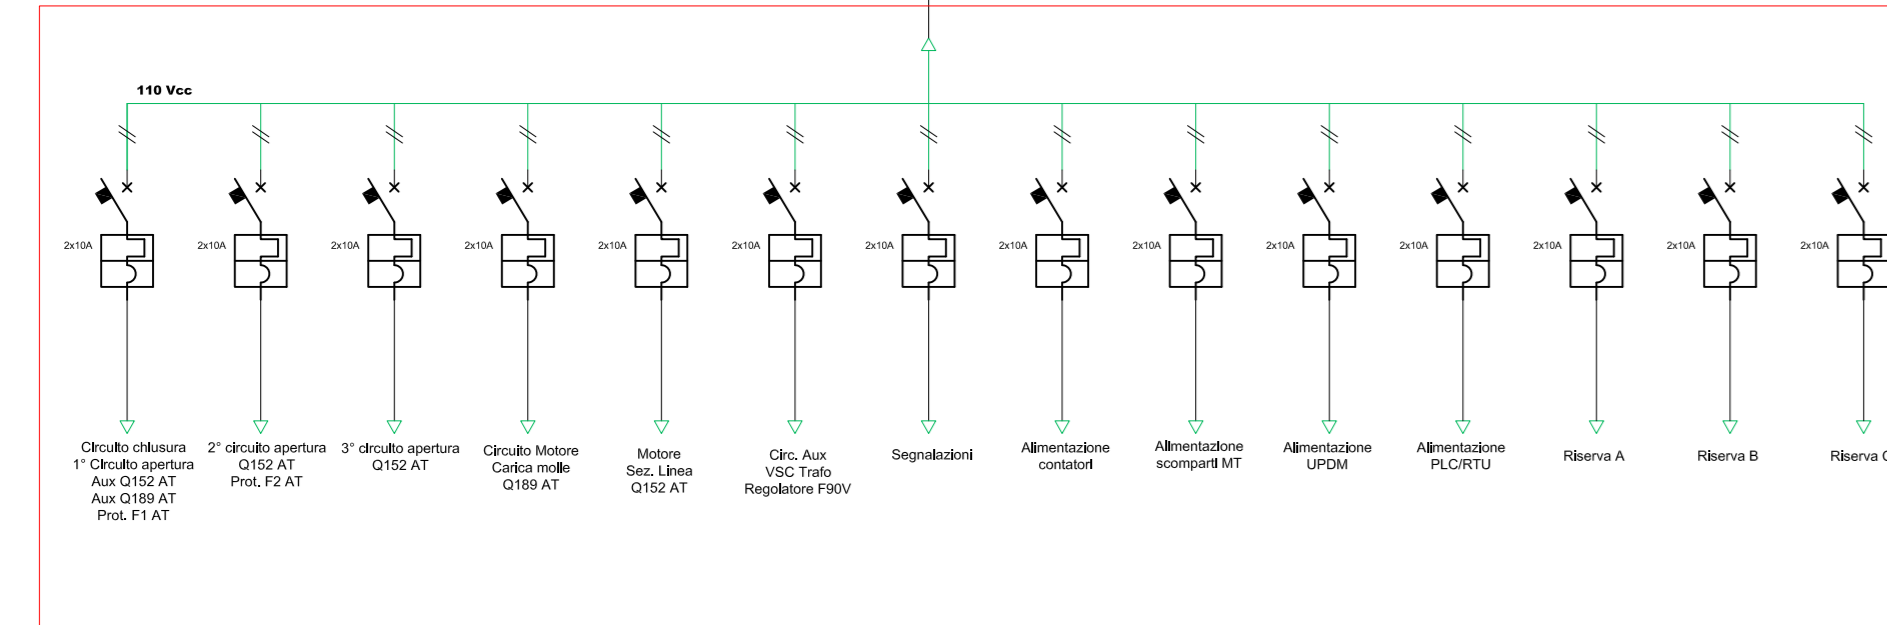 110 Vcc
2x10A
2x10A
2x10A
2x10A
2x10A
2x10A
2x10A
2x10A
2x10A
2x10A
2x10A
2x10A
2x10A
2x10A
Circuito chiusura
1° Circuito apertura
Aux Q152 AT
Aux Q189 AT
Prot. F1 AT
2° circuito apertura
Q152 AT
Prot. F2 AT
3° circuito apertura
Q152 AT
Circuito Motore
Carica molle
Q189 AT
Motore
Sez. Linea
Q152 AT
Circ. Aux
VSC Trafo
Regolatore F90V
Segnalazioni
Alimentazione
contatori
Alimentazione
scomparti MT
Alimentazione
UPDM
Alimentazione
PLC/RTU
Riserva A
Riserva B
Riserva